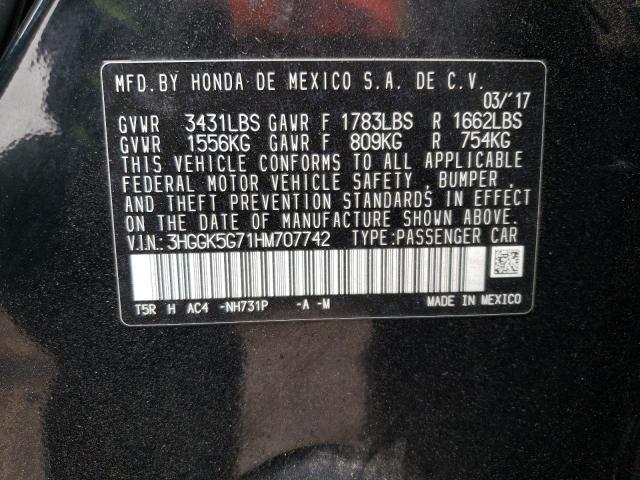 MFD. BY HONDA DE MEXICO S.A. DE C.V.
03/'17
GVWR 3431LBS GAWR F 1783LBS R 1662LBS
GVWR 1556KG GAWR F 809KG R 754KG
THIS VEHICLE CONFORMS TO ALL APPLICABLE
FEDERAL MOTOR VEHICLE SAFETY , BUMPER ,
AND THEFT PREVENTION STANDARDS IN EFFECT
ON THE DATE OF MANUFACTURE SHOWN ABOVE.
V.I.N.: 3HGGK5G71HM707742 TYPE:PASSENGER CAR
T5R H AC4 -NH731P -A -M MADE IN MEXICO